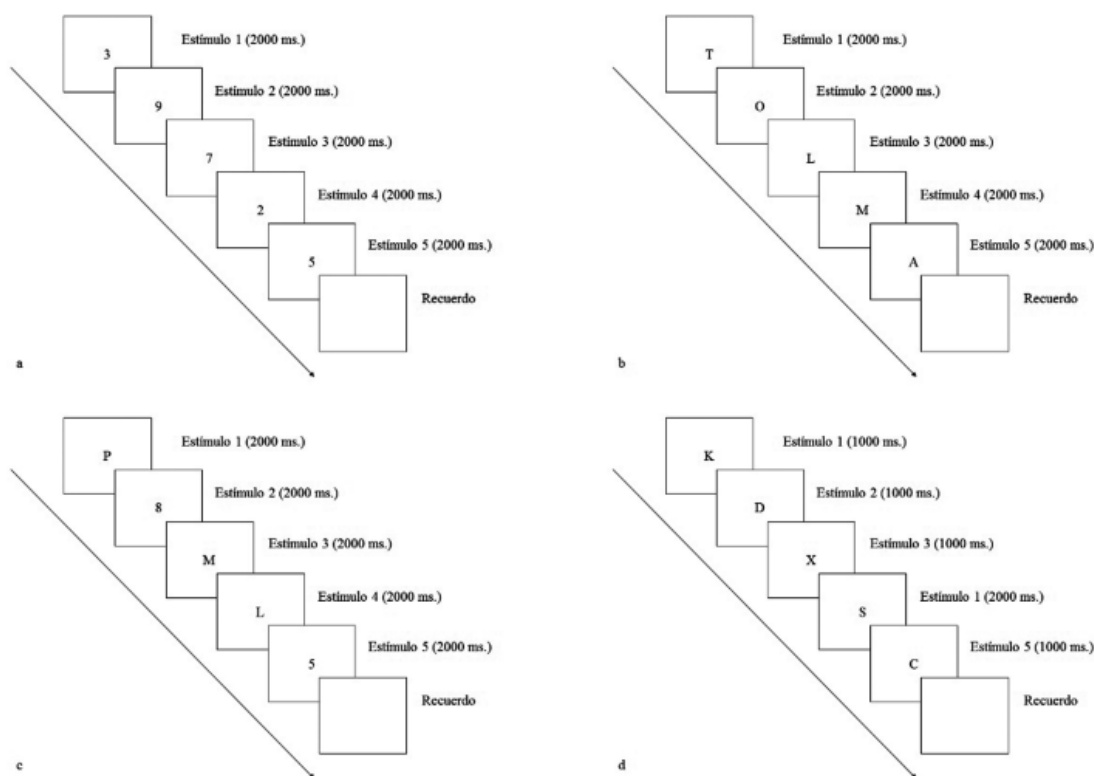 3
Estímulo 1 (2000 ms.)
9
Estímulo 2 (2000 ms.)
7
Estímulo 3 (2000 ms.)
2
Estímulo 4 (2000 ms.)
5
Estímulo 5 (2000 ms.)
Recuerdo
a
T
Estímulo 1 (2000 ms.)
O
Estímulo 2 (2000 ms.)
L
Estímulo 3 (2000 ms.)
M
Estímulo 4 (2000 ms.)
A
Estímulo 5 (2000 ms.)
Recuerdo
b
P
Estímulo 1 (2000 ms.)
8
Estímulo 2 (2000 ms.)
M
Estímulo 3 (2000 ms.)
L
Estímulo 4 (2000 ms.)
5
Estímulo 5 (2000 ms.)
Recuerdo
c
K
Estímulo 1 (1000 ms.)
D
Estímulo 2 (1000 ms.)
X
Estímulo 3 (1000 ms.)
S
Estímulo 1 (2000 ms.)
C
Estímulo 5 (1000 ms.)
Recuerdo
d